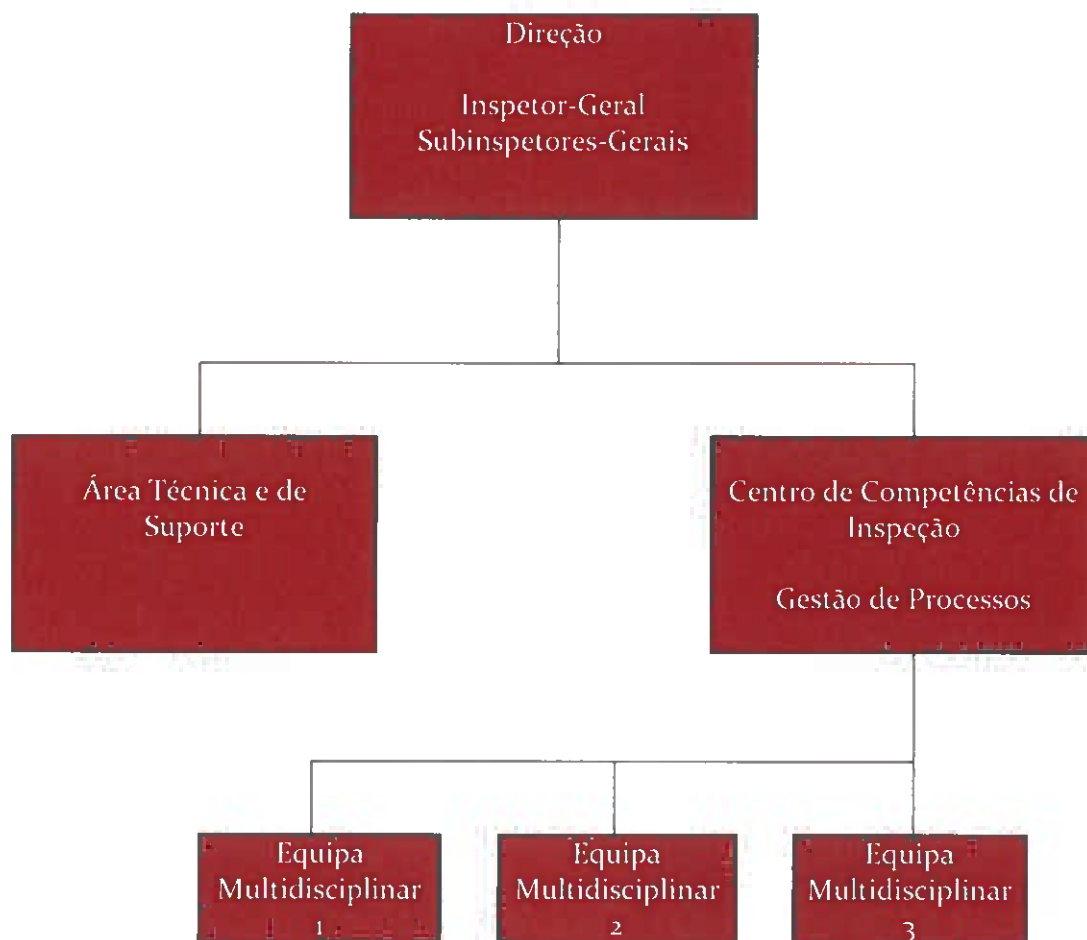 Direção
Inspetor-Geral
Subinspetores-Gerais
Área Técnica e de
Suporte
Centro de Competências de
Inspeção
Gestão de Processos
Equipa
Multidisciplinar
1
Equipa
Multidisciplinar
2
Equipa
Multidisciplinar
3